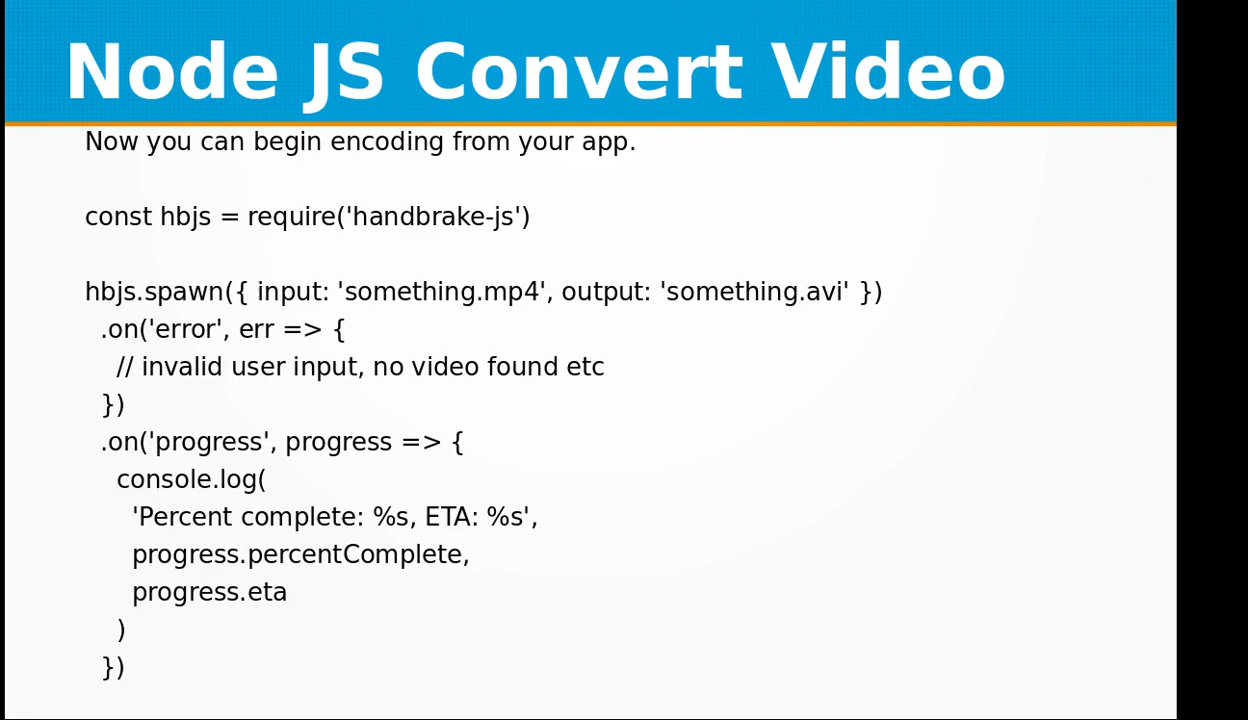 Node JS Convert Video
Now you can begin encoding from your app.
const hbjs = require('handbrake-js')
hbjs.spawn({ input: 'something.mp4', output: 'something.avi' })
.on('error', err => {
// invalid user input, no video found etc
})
.on('progress', progress => {
console.log(
'Percent complete: %s, ETA: %s',
progress.percentComplete,
progress.eta
)
})